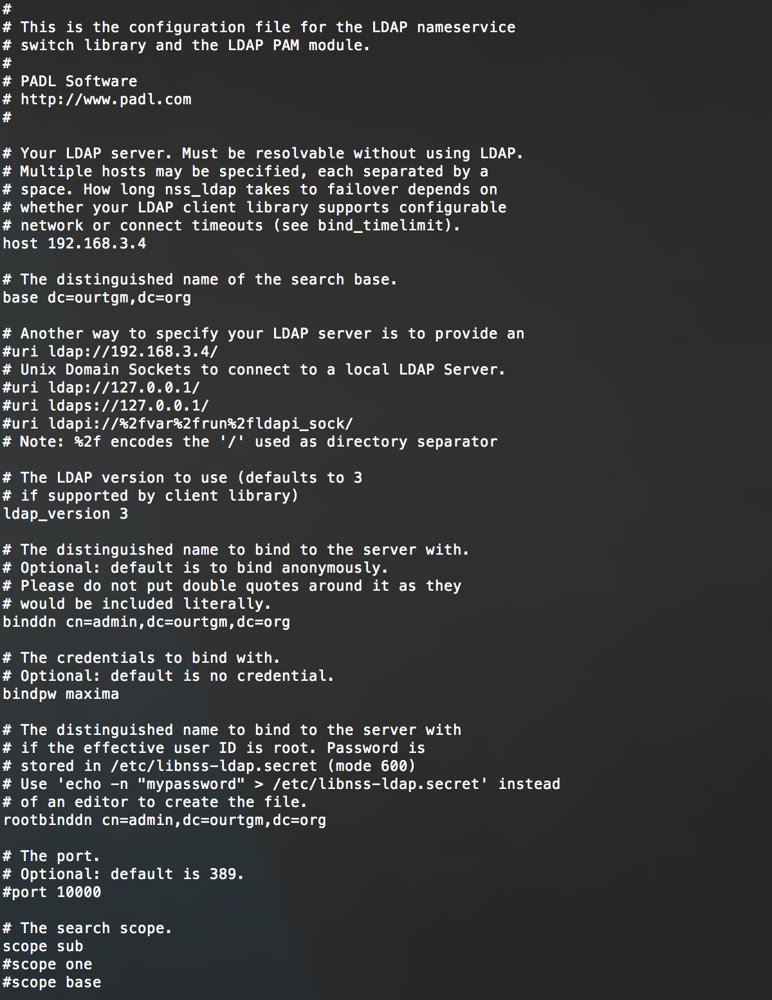 #
# This is the configuration file for the LDAP nameservice
# switch library and the LDAP PAM module.
#
# PADL Software
# http://www.padl.com
#
# Your LDAP server. Must be resolvable without using LDAP.
# Multiple hosts may be specified, each separated by a
# space. How long nss_ldap takes to failover depends on
# whether your LDAP client library supports configurable
# network or connect timeouts (see bind_timelimit).
host 192.168.3.4
# The distinguished name of the search base.
base dc=ourtgm,dc=org
# Another way to specify your LDAP server is to provide an
#uri ldap://192.168.3.4/
# Unix Domain Sockets to connect to a local LDAP Server.
#uri ldap://127.0.0.1/
#uri ldaps://127.0.0.1/
#uri ldapi://%2fvar%2frun%2fldapi_sock/
# Note: %2f encodes the '/' used as directory separator
# The LDAP version to use (defaults to 3
# if supported by client library)
ldap_version 3
# The distinguished name to bind to the server with.
# Optional: default is to bind anonymously.
# Please do not put double quotes around it as they
# would be included literally.
binddn cn=admin,dc=ourtgm,dc=org
# The credentials to bind with.
# Optional: default is no credential.
bindpw maxima
# The distinguished name to bind to the server with
# if the effective user ID is root. Password is
# stored in /etc/libnss-ldap.secret (mode 600)
# Use 'echo -n "mypassword" > /etc/libnss-ldap.secret' instead
# of an editor to create the file.
rootbinddn cn=admin,dc=ourtgm,dc=org
# The port.
# Optional: default is 389.
#port 10000
# The search scope.
scope sub
#scope one
#scope base